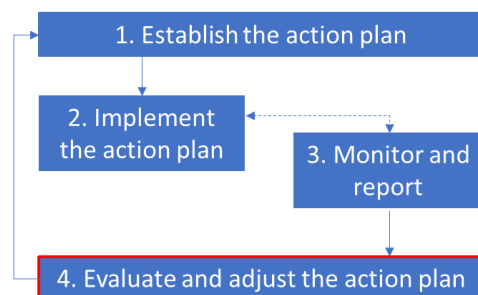 1. Establish the action plan
2. Implement
the action plan
3. Monitor and
report
4. Evaluate and adjust the action plan